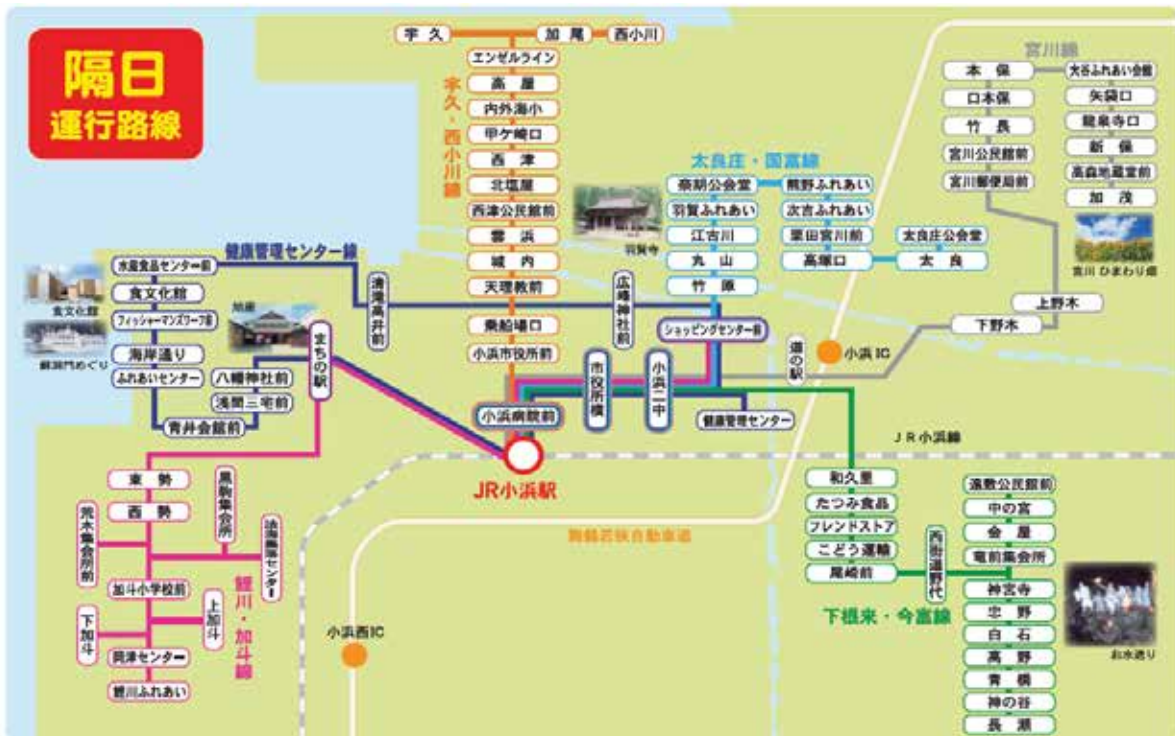 隔日
運行路線
宇久
加尾
西小川
エンゼルライン
高屋
内外海小
甲ケ崎口
西津
北塩屋
西津公民館前
雲浜
城内
天理教前
乗船場口
小浜市役所前
小浜病院前
宇久・西小川線
太良庄・国富線
奈胡公会堂
熊野ふれあい
羽賀ふれあい
次吉ふれあい
江古川
栗田宮川前
丸山
高塚口
竹原
太良庄公会堂
太良
羽賀寺
宮川線
本保
大谷ふれあい会館
口本保
矢袋口
竹長
龍泉寺口
宮川公民館前
新保
宮川郵便局前
高森地蔵堂前
加茂
宮川 ひまわり畑
上野木
下野木
道の駅
小浜IC
健康管理センター線
水産食品センター前
食文化館
フィッシャーマンズワーフ前
海岸通り
ふれあいセンター
食文化館
蘇洞門めぐり
旭座
八幡神社前
浅間三宅前
青井会館前
まちの駅
清滝高井前
広峰神社前
ショッピングセンター前
市役所横
小浜二中
健康管理センター
JR小浜駅
JR小浜線
舞鶴若狭自動車道
小浜西IC
東勢
西勢
荒木集会所前
黒駒集会所
加斗小学校前
上加斗
下加斗
岡津センター
鯉川ふれあい
鯉川・加斗線
和久里
たつみ食品
フレンドストア
こどう運輸
尾崎前
西街道野代
遠敷公民館前
中の宮
会屋
竜前集会所
神宮寺
忠野
白石
高野
青横
神の谷
長瀬
下根来・今富線
お水送り